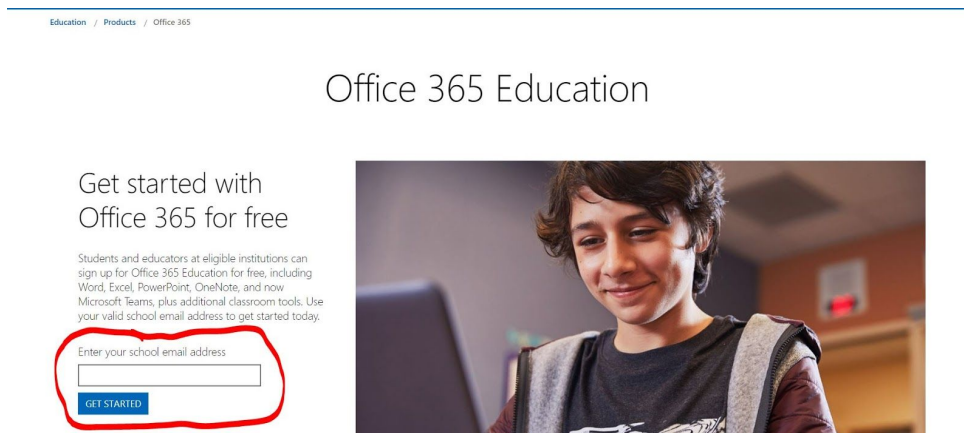 Education / Products / Office 365
Office 365 Education
Get started with
Office 365 for free
Students and educators at eligible institutions can
sign up for Office 365 Education for free, including
Word, Excel, PowerPoint, OneNote, and now
Microsoft Teams, plus additional classroom tools. Use
your valid school email address to get started today.
Enter your school email address
GET STARTED